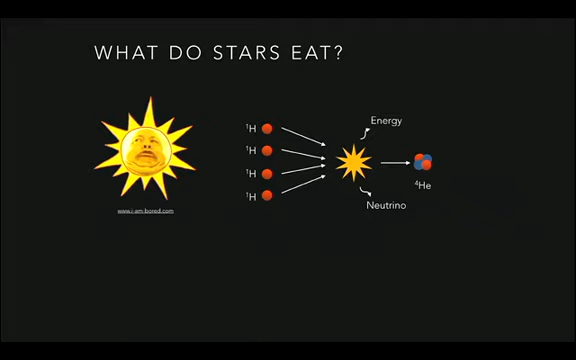 WHAT DO STARS EAT?
Energy
¹H
¹H
¹H
¹H
⁴He
Neutrino
www.i-am-bored.com